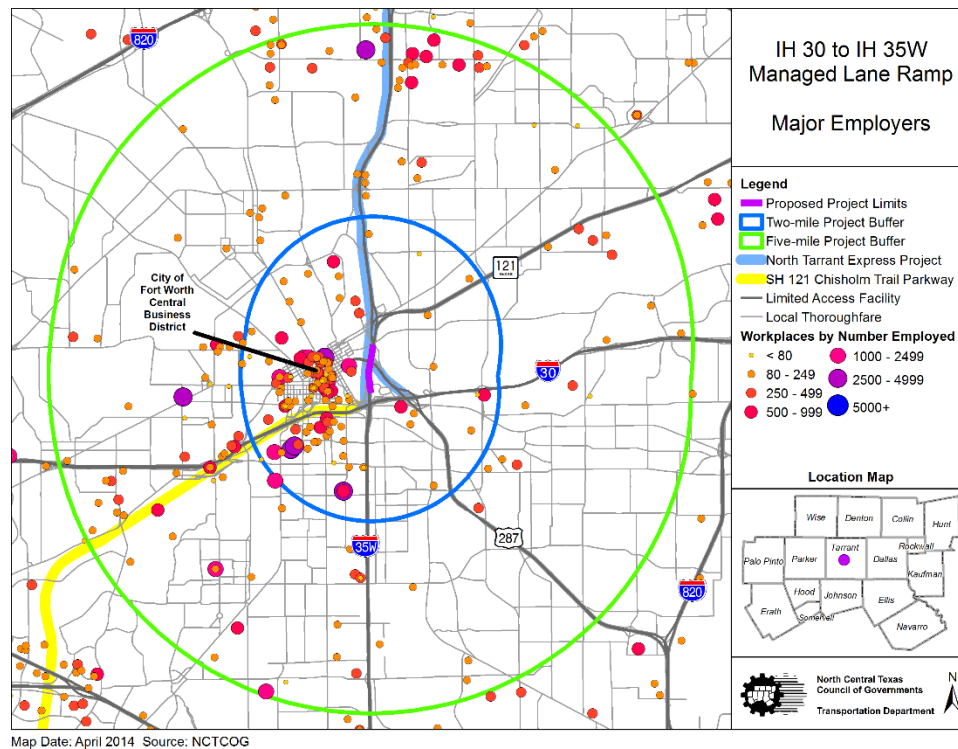 IH 30 to IH 35W
Managed Lane Ramp
Major Employers
820
121
City of
Fort Worth
Central
Business
District
30
35W
287
820
Legend
Proposed Project Limits
Two-mile Project Buffer
Five-mile Project Buffer
North Tarrant Express Project
SH 121 Chisholm Trail Parkway
Limited Access Facility
Local Thoroughfare
Workplaces by Number Employed
< 80
80 - 249
250 - 499
500 - 999
1000 - 2499
2500 - 4999
5000+
Location Map
Wise
Denton
Collin
Hunt
Palo Pinto
Parker
Tarrant
Dallas
Rockwall
Kaufman
Hood
Johnson
Ellis
Erath
Somervell
Navarro
North Central Texas
Council of Governments
Transportation Department
N
Map Date: April 2014 Source: NCTCOG